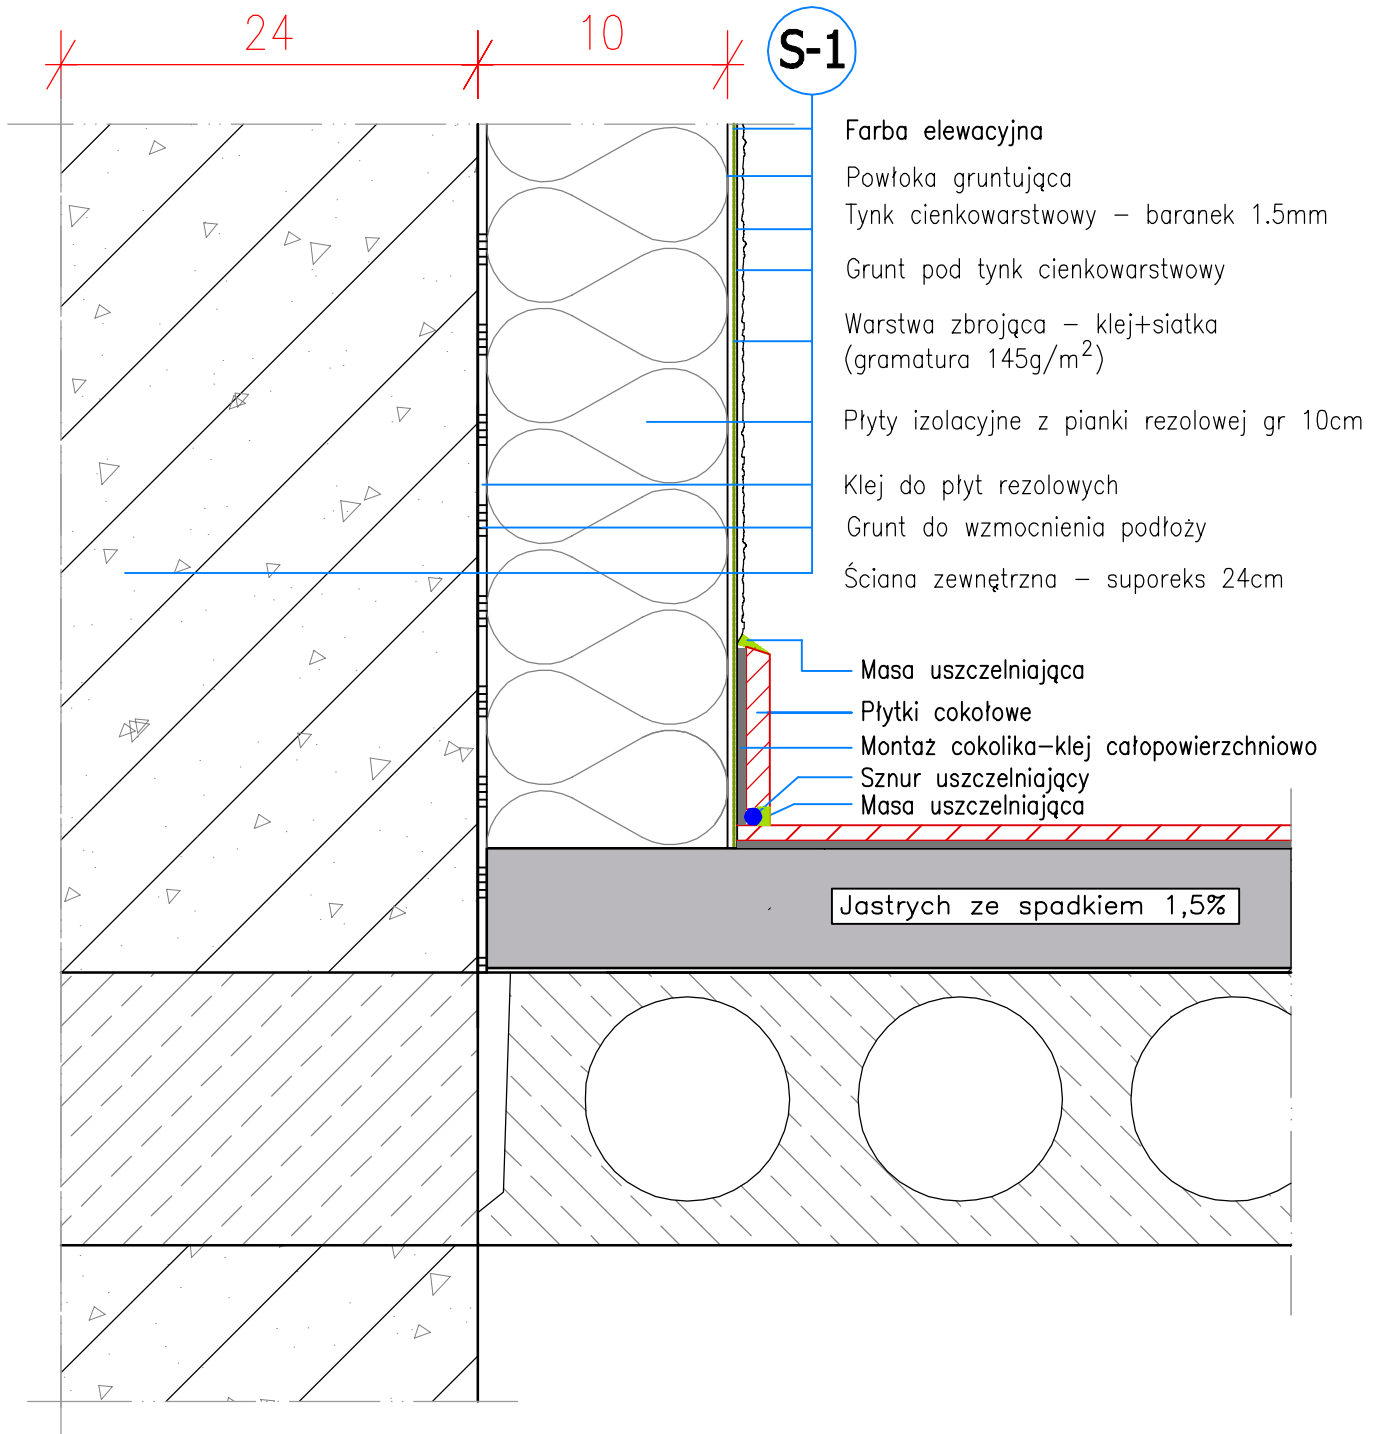 24
10
S-1
Farba elewacyjna
Powłoka gruntująca
Tynk cienkowarstwowy – baranek 1.5mm
Grunt pod tynk cienkowarstwowy
Warstwa zbrojąca – klej+siatka
(gramatura 145g/m²)
Płyty izolacyjne z pianki rezolowej gr 10cm
Klej do płyt rezolowych
Grunt do wzmocnienia podłoży
Ściana zewnętrzna – suporeks 24cm
Masa uszczelniająca
Płytki cokołowe
Montaż cokolika–klej całopowierzchniowo
Sznur uszczelniający
Masa uszczelniająca
Jastrych ze spadkiem 1,5%